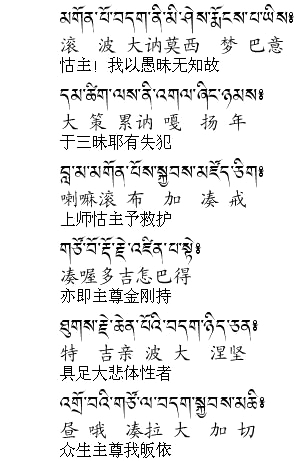 མགོན་པོ་བདག་ནི་མི་ཤེས་རྨོངས་པ་ཡིས༔
滚 波 大讷莫西 梦 巴意
怙主！我以愚昧无知故
དམ་ཚིག་ལས་ནི་འགལ་ཞིང་ཉམས༔
大 策 累讷嘎 扬 年
于三昧耶有失犯
བླ་མ་མགོན་པོས་སྐྱབས་མཛོད་ཅིག༔
喇嘛滚 布 加 凑 戒
上师怙主予救护
གཙོ་བོ་རྡོ་རྗེ་འཛིན་པ་སྟེ༔
凑喔多吉怎巴得
亦即主尊金刚持
ཐུགས་རྗེ་ཆེན་པོའི་བདག་ཉིད་ཅན༔
特 吉亲 波 大 涅坚
具足大悲体性者
འགྲོ་བའི་གཙོ་ལ་བདག་སྐྱབས་མཆི༔
昼 哦 凑拉 大 加 切
众生主尊我皈依